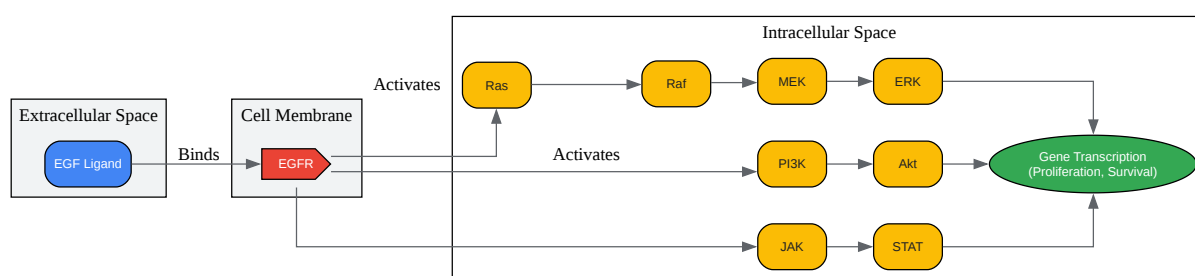 Intracellular Space
Activates
Ras
Raf
MEK
ERK
Extracellular Space
Cell Membrane
EGF Ligand
Binds
EGFR
Activates
PI3K
Akt
Gene Transcription
(Proliferation, Survival)
JAK
STAT